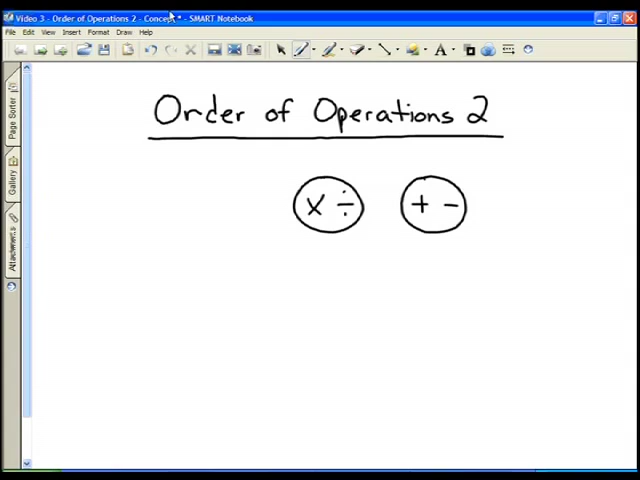 Video 3 - Order of Operations 2 - Concept * - SMART Notebook
File Edit View Insert Format Draw Help
Page Sorter
Gallery
Attachments
Order of Operations 2
x ÷ + -